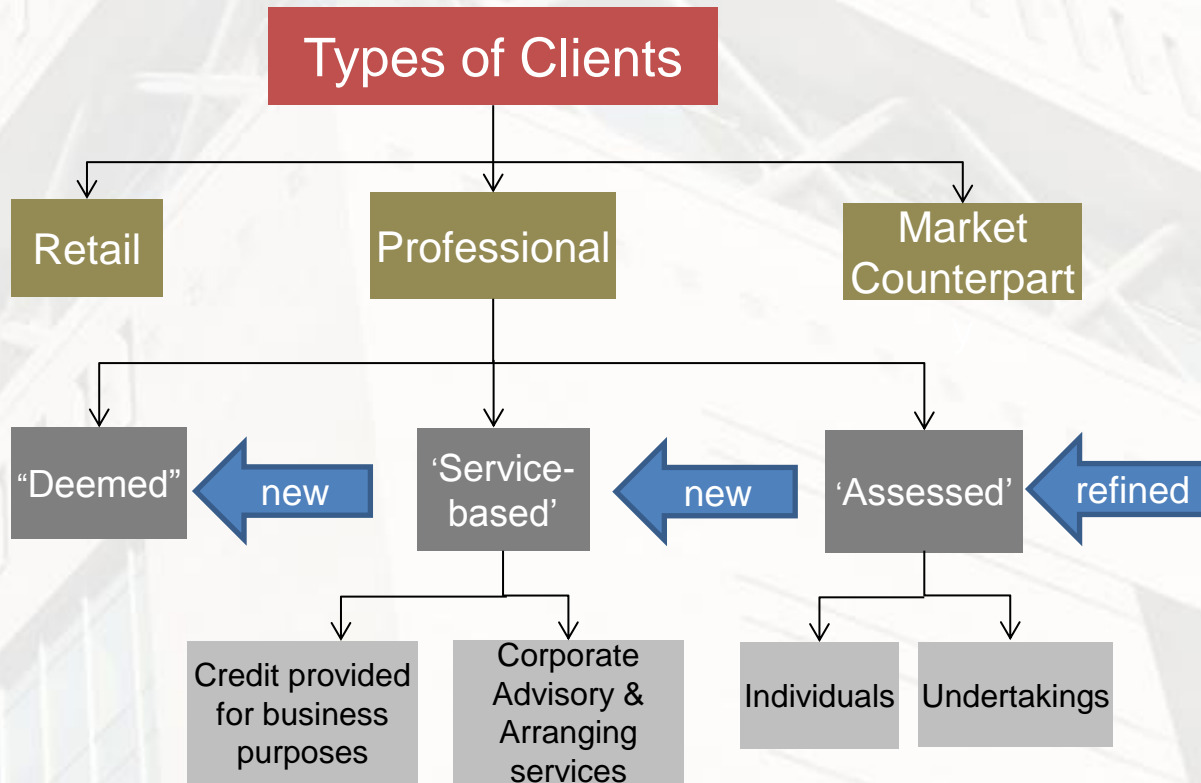 Types of Clients
Retail
Professional
Market
Counterpart
“Deemed”
new
‘Service-
based’
new
‘Assessed’
refined
Credit provided
for business
purposes
Corporate
Advisory &
Arranging
services
Individuals
Undertakings